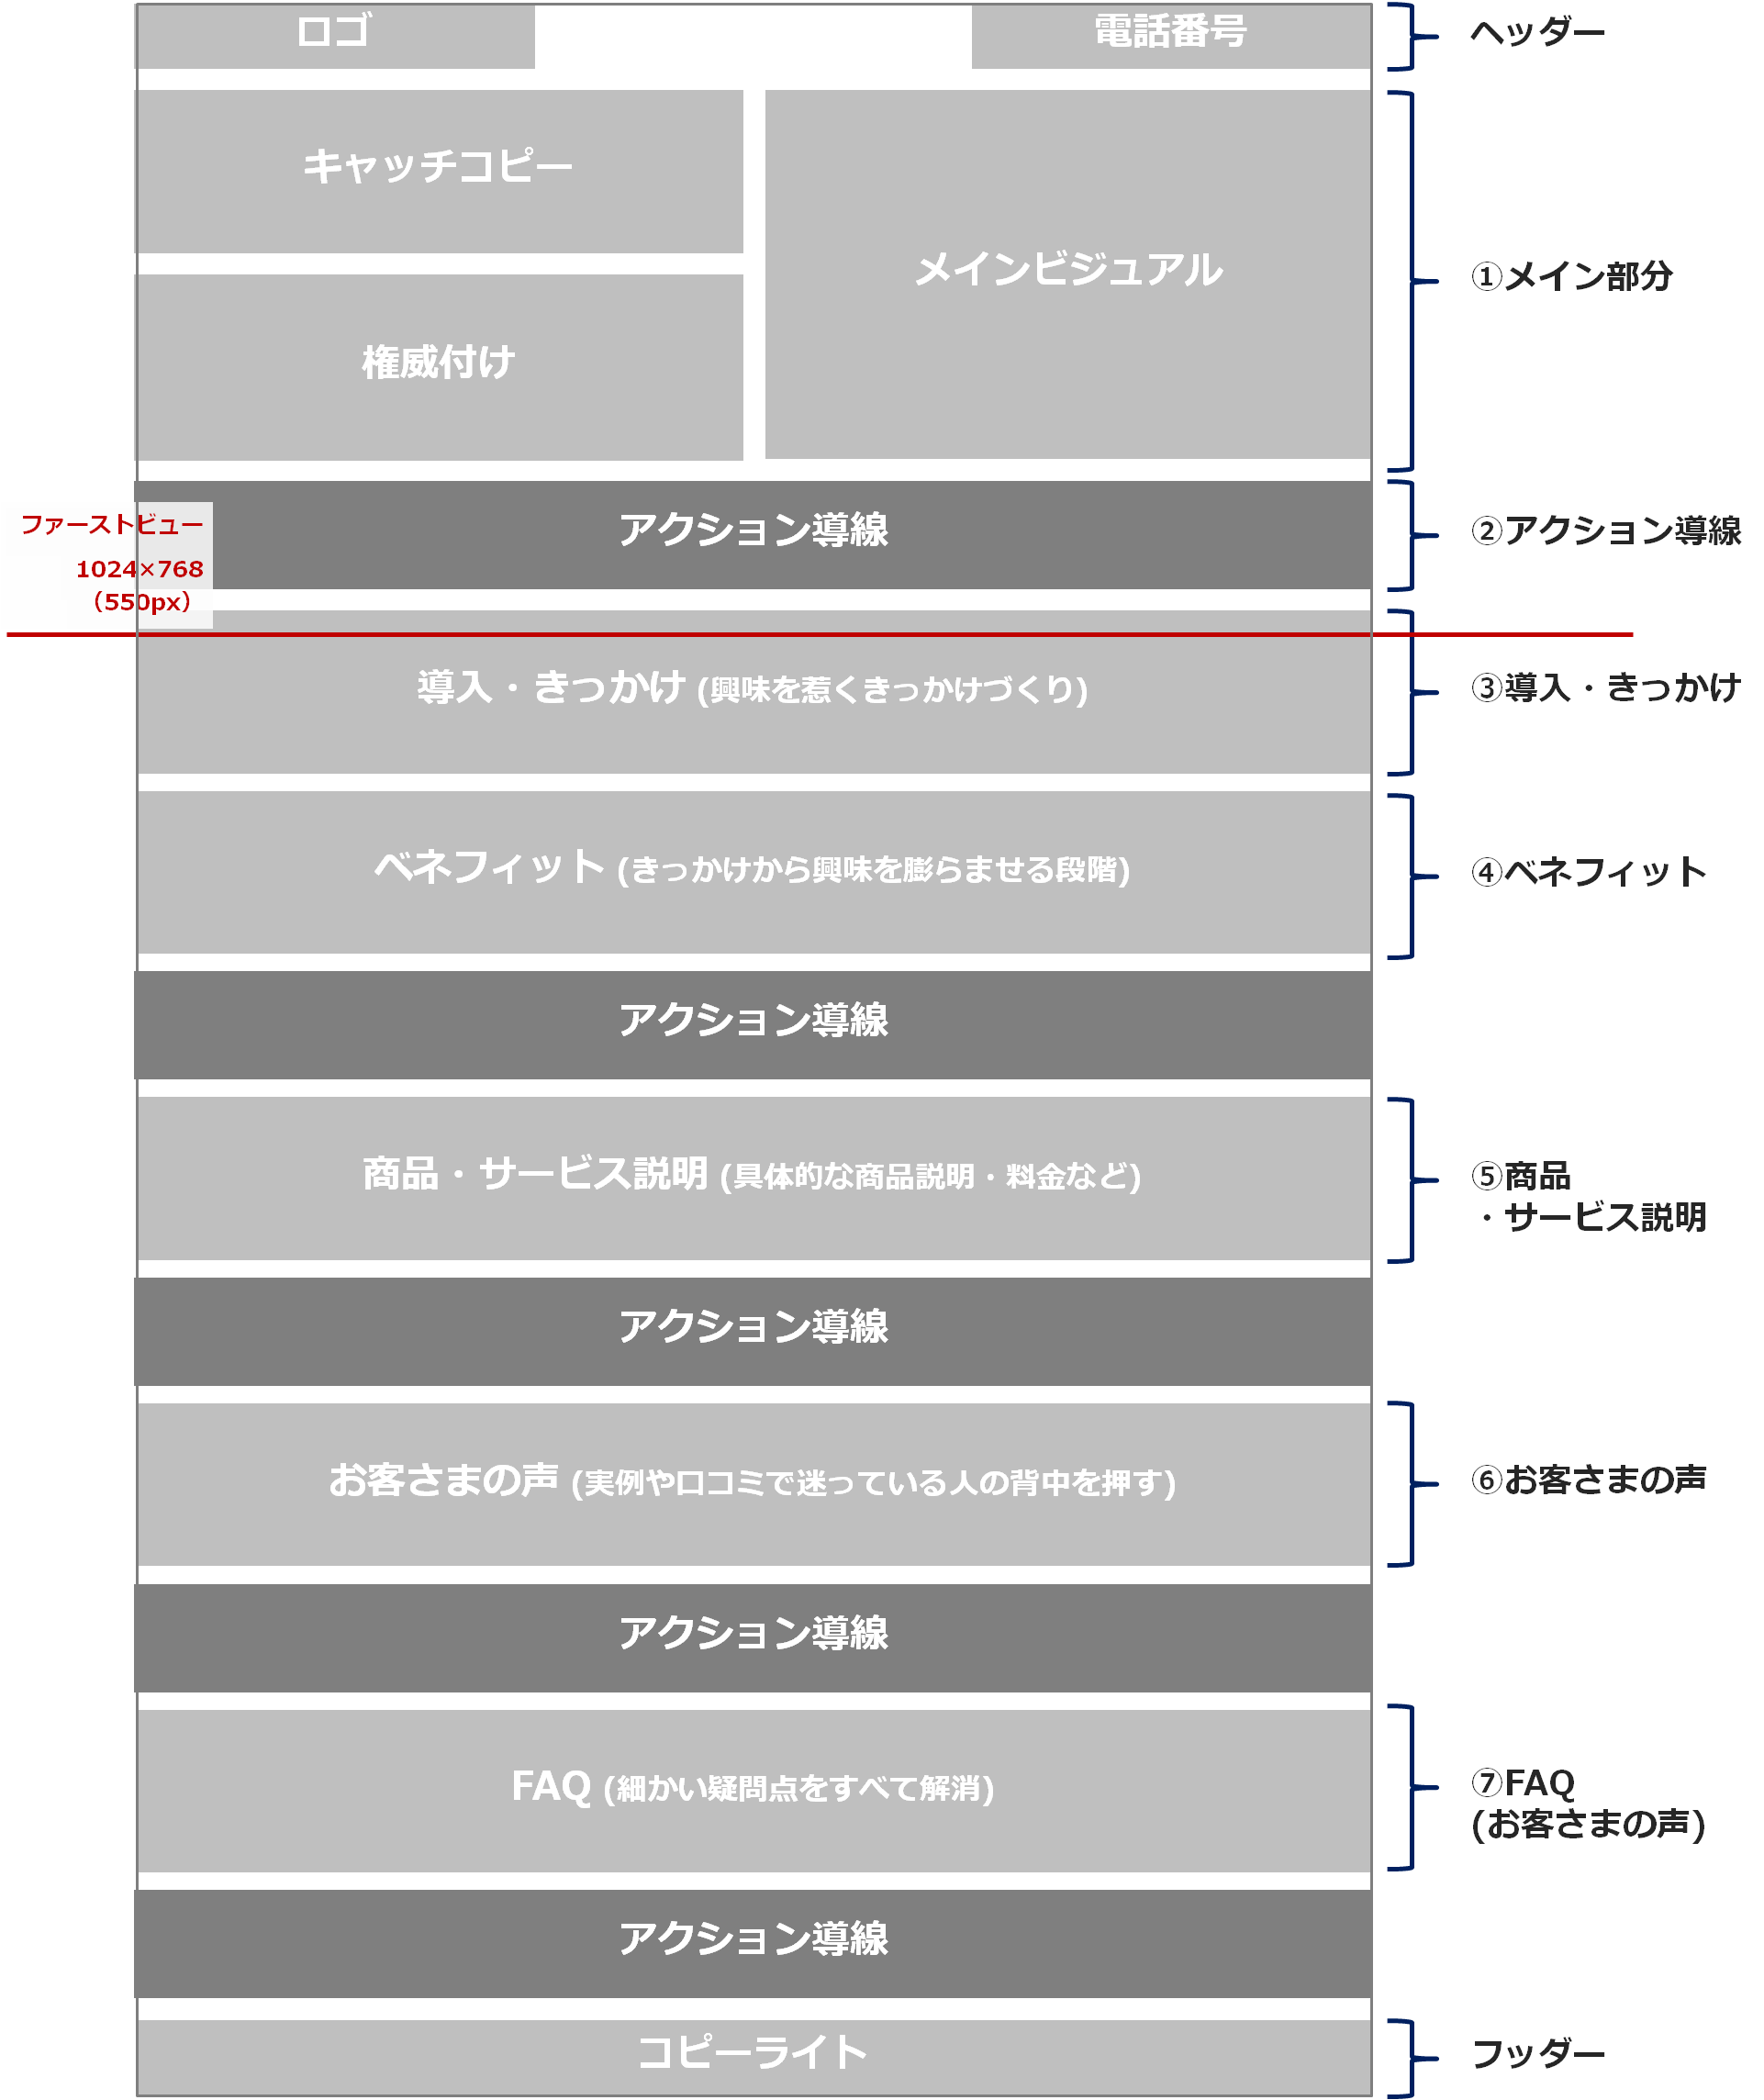 ロゴ
電話番号
ヘッダー
キャッチコピー
権威付け
メインビジュアル
①メイン部分
アクション導線
②アクション導線
ファーストビュー
1024×768
（550px）
導入・きっかけ (興味を惹くきっかけづくり)
③導入・きっかけ
ベネフィット (きっかけから興味を膨らませる段階)
④ベネフィット
アクション導線
商品・サービス説明 (具体的な商品説明・料金など)
⑤商品
・サービス説明
アクション導線
お客さまの声 (実例や口コミで迷っている人の背中を押す)
⑥お客さまの声
アクション導線
FAQ (細かい疑問点をすべて解消)
⑦FAQ
(お客さまの声)
アクション導線
コピーライト
フッダー